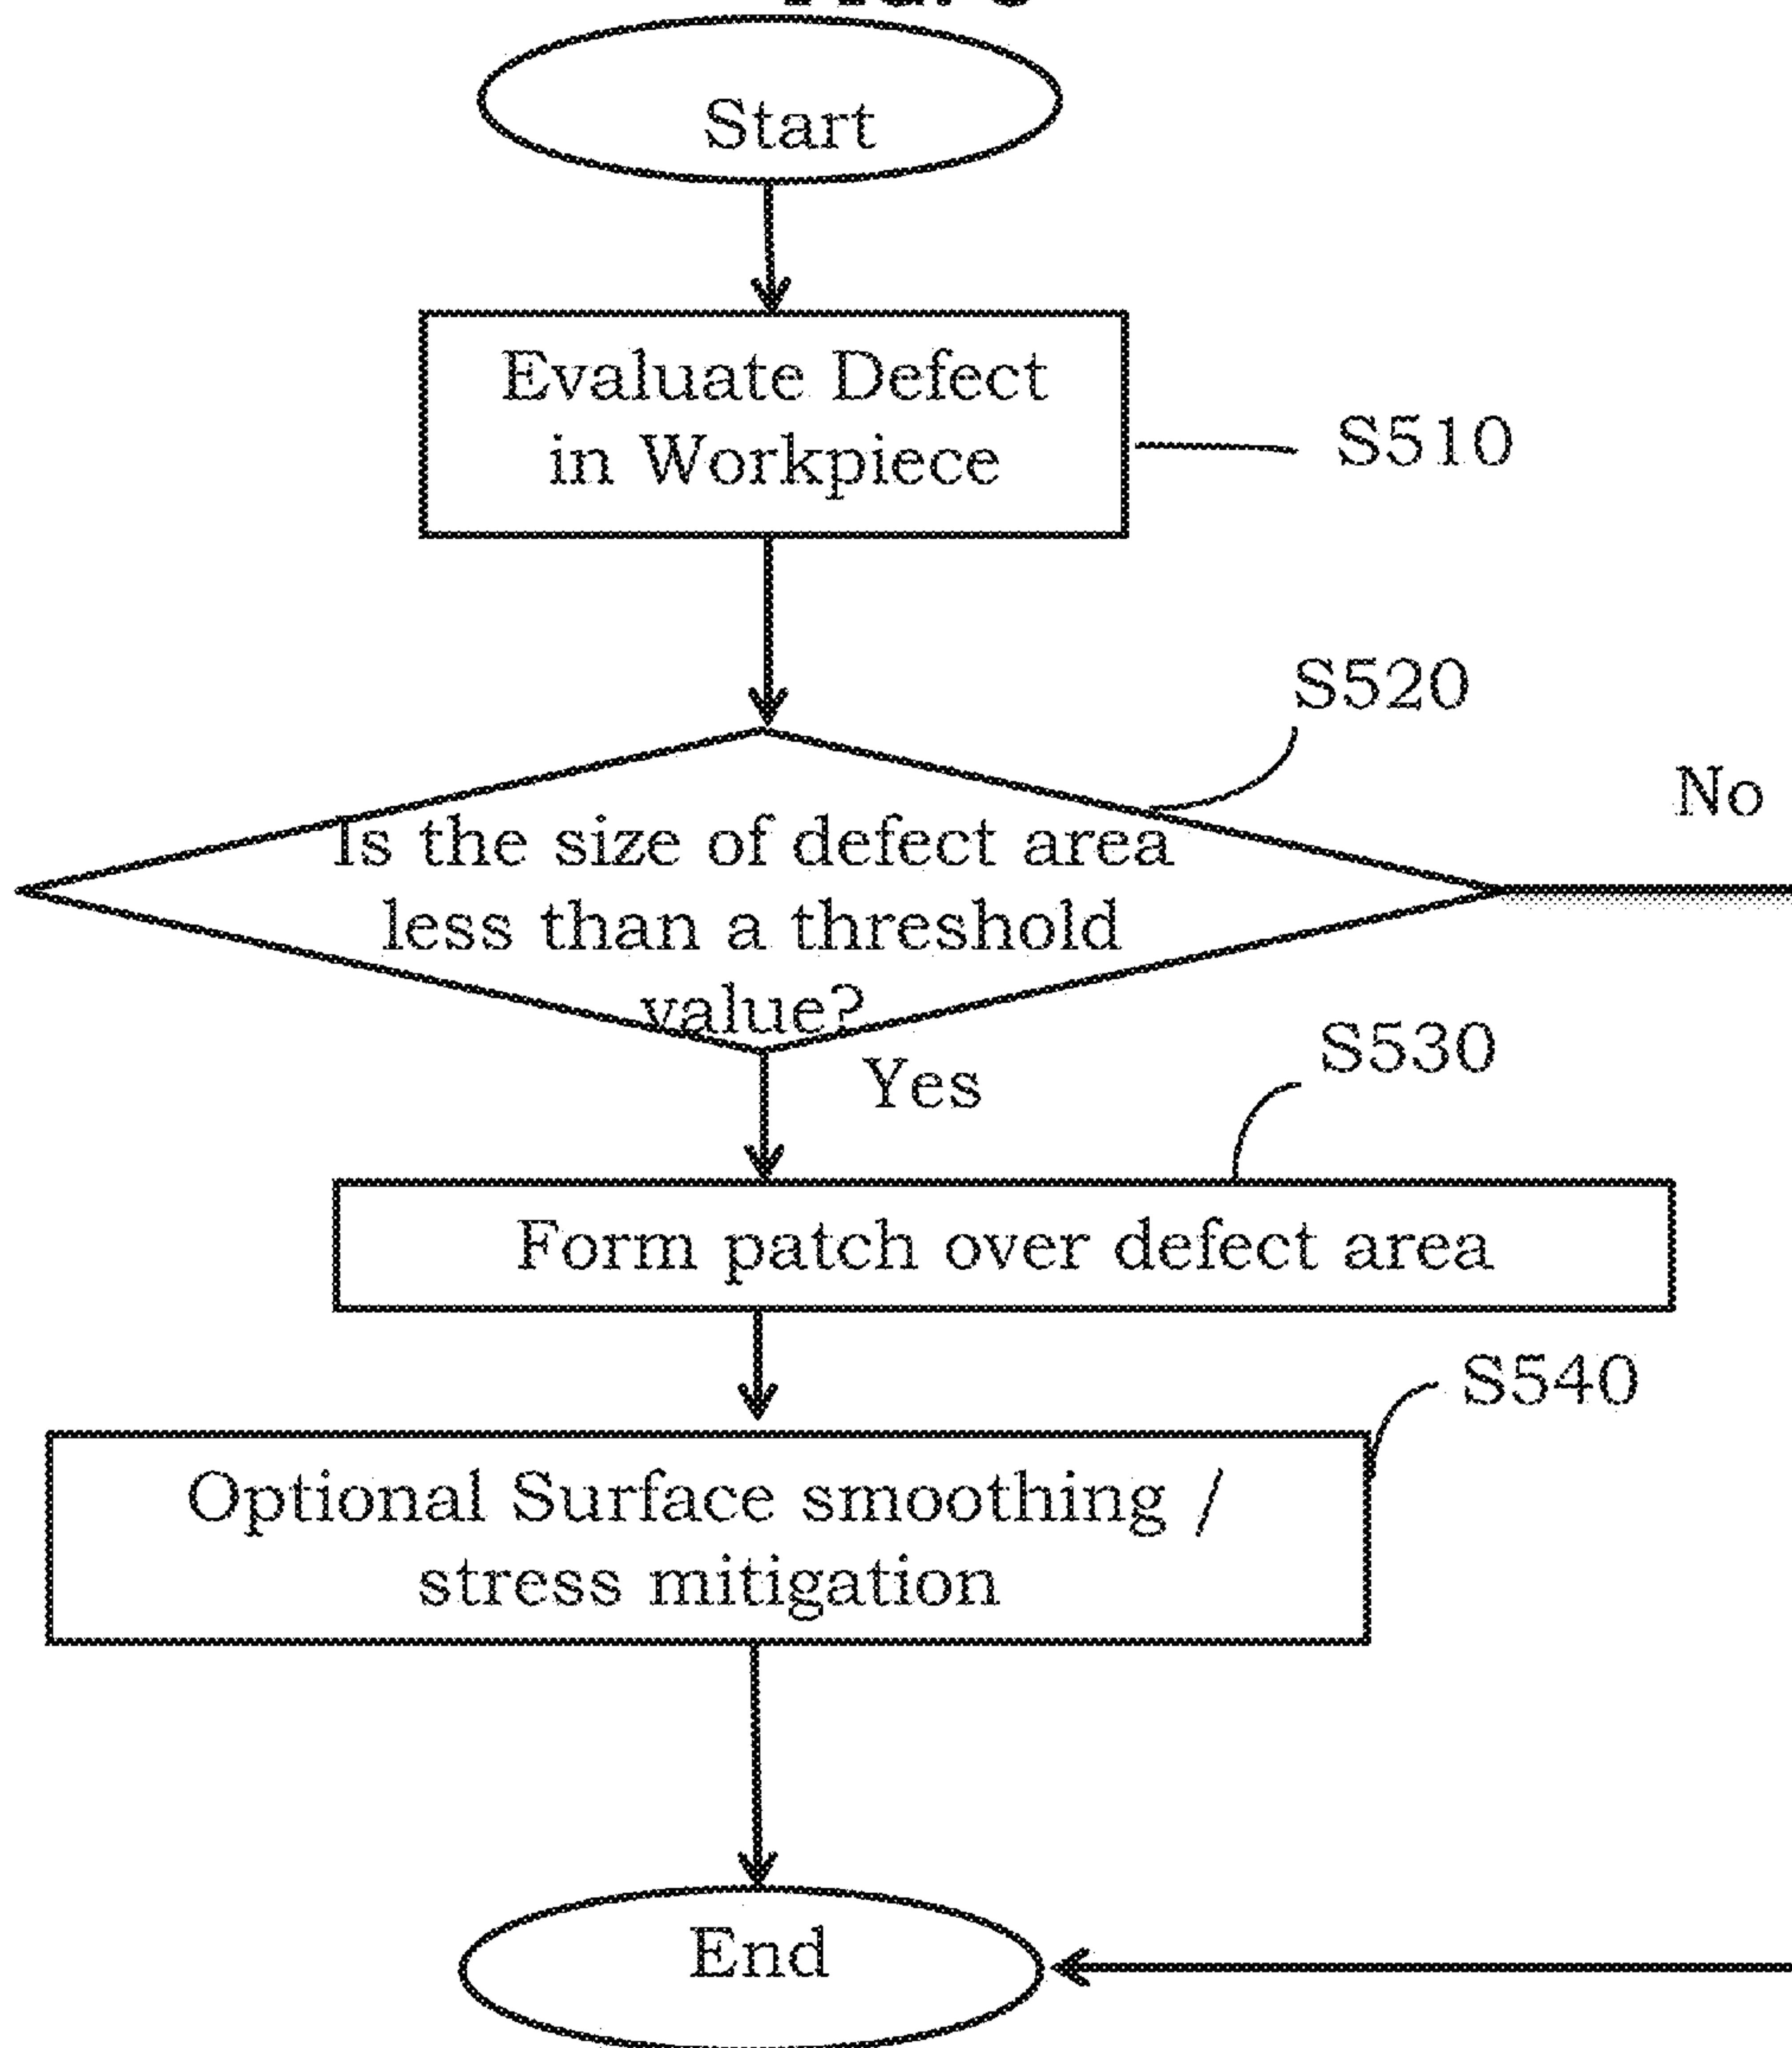 Start
Evaluate Defect
in Workpiece
S510
S520
No
Is the size of defect area
less than a threshold
value?
Yes
S530
Form patch over defect area
S540
Optional Surface smoothing /
stress mitigation
End